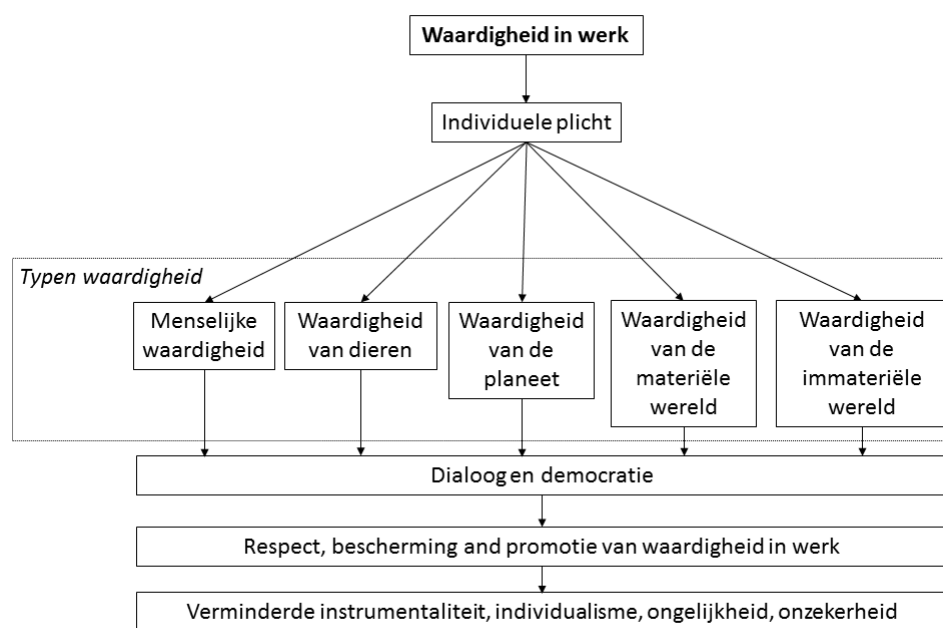 Waardigheid in werk
Individuele plicht
Typen waardigheid
Menselijke
waardigheid
Waardigheid
van dieren
Waardigheid
van de
planeet
Waardigheid
van de
materiële
wereld
Waardigheid
van de
immateriële
wereld
Dialoog en democratie
Respect, bescherming and promotie van waardigheid in werk
Verminderde instrumentaliteit, individualisme, ongelijkheid, onzekerheid